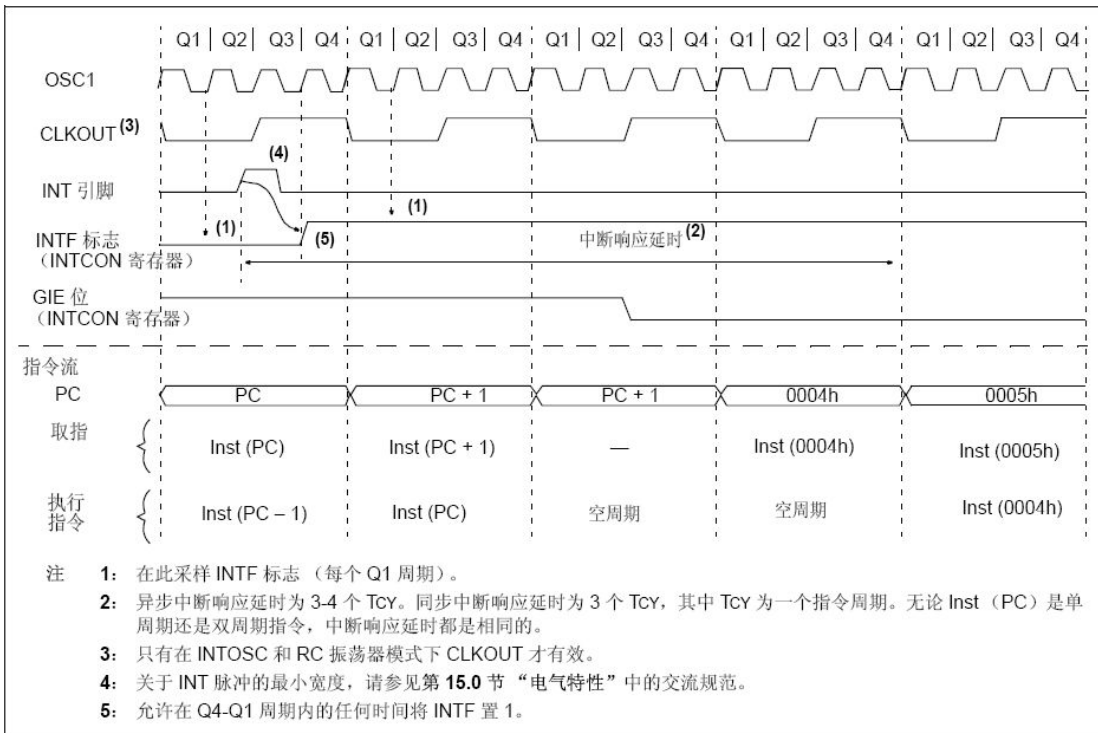 Q1 | Q2 | Q3 | Q4 Q1 | Q2 | Q3 | Q4 Q1 | Q2 | Q3 | Q4 Q1 | Q2 | Q3 | Q4 Q1 | Q2 | Q3 | Q4
OSC1
CLKOUT (3)
(4)
INT 引脚
(1) (1)
INTF 标志 (5) 中断响应延时(2)
(INTCON 寄存器)
GIE 位
(INTCON 寄存器)
指令流
PC PC PC + 1 PC + 1 0004h 0005h
取指 Inst (PC) Inst (PC + 1) — Inst (0004h) Inst (0005h)
执行
指令 Inst (PC – 1) Inst (PC) 空周期 空周期 Inst (0004h)
注 1: 在此采样 INTF 标志 (每个 Q1 周期)。
2: 异步中断响应延时为 3-4 个 TCY。同步中断响应延时为 3 个 TCY,其中 TCY 为一个指令周期。无论 Inst (PC)是单
周期还是双周期指令,中断响应延时都是相同的。
3: 只有在 INTOSC 和 RC 振荡器模式下 CLKOUT 才有效。
4: 关于 INT 脉冲的最小宽度,请参见第 15.0 节 “电气特性”中的交流规范。
5: 允许在 Q4-Q1 周期内的任何时间将 INTF 置 1。